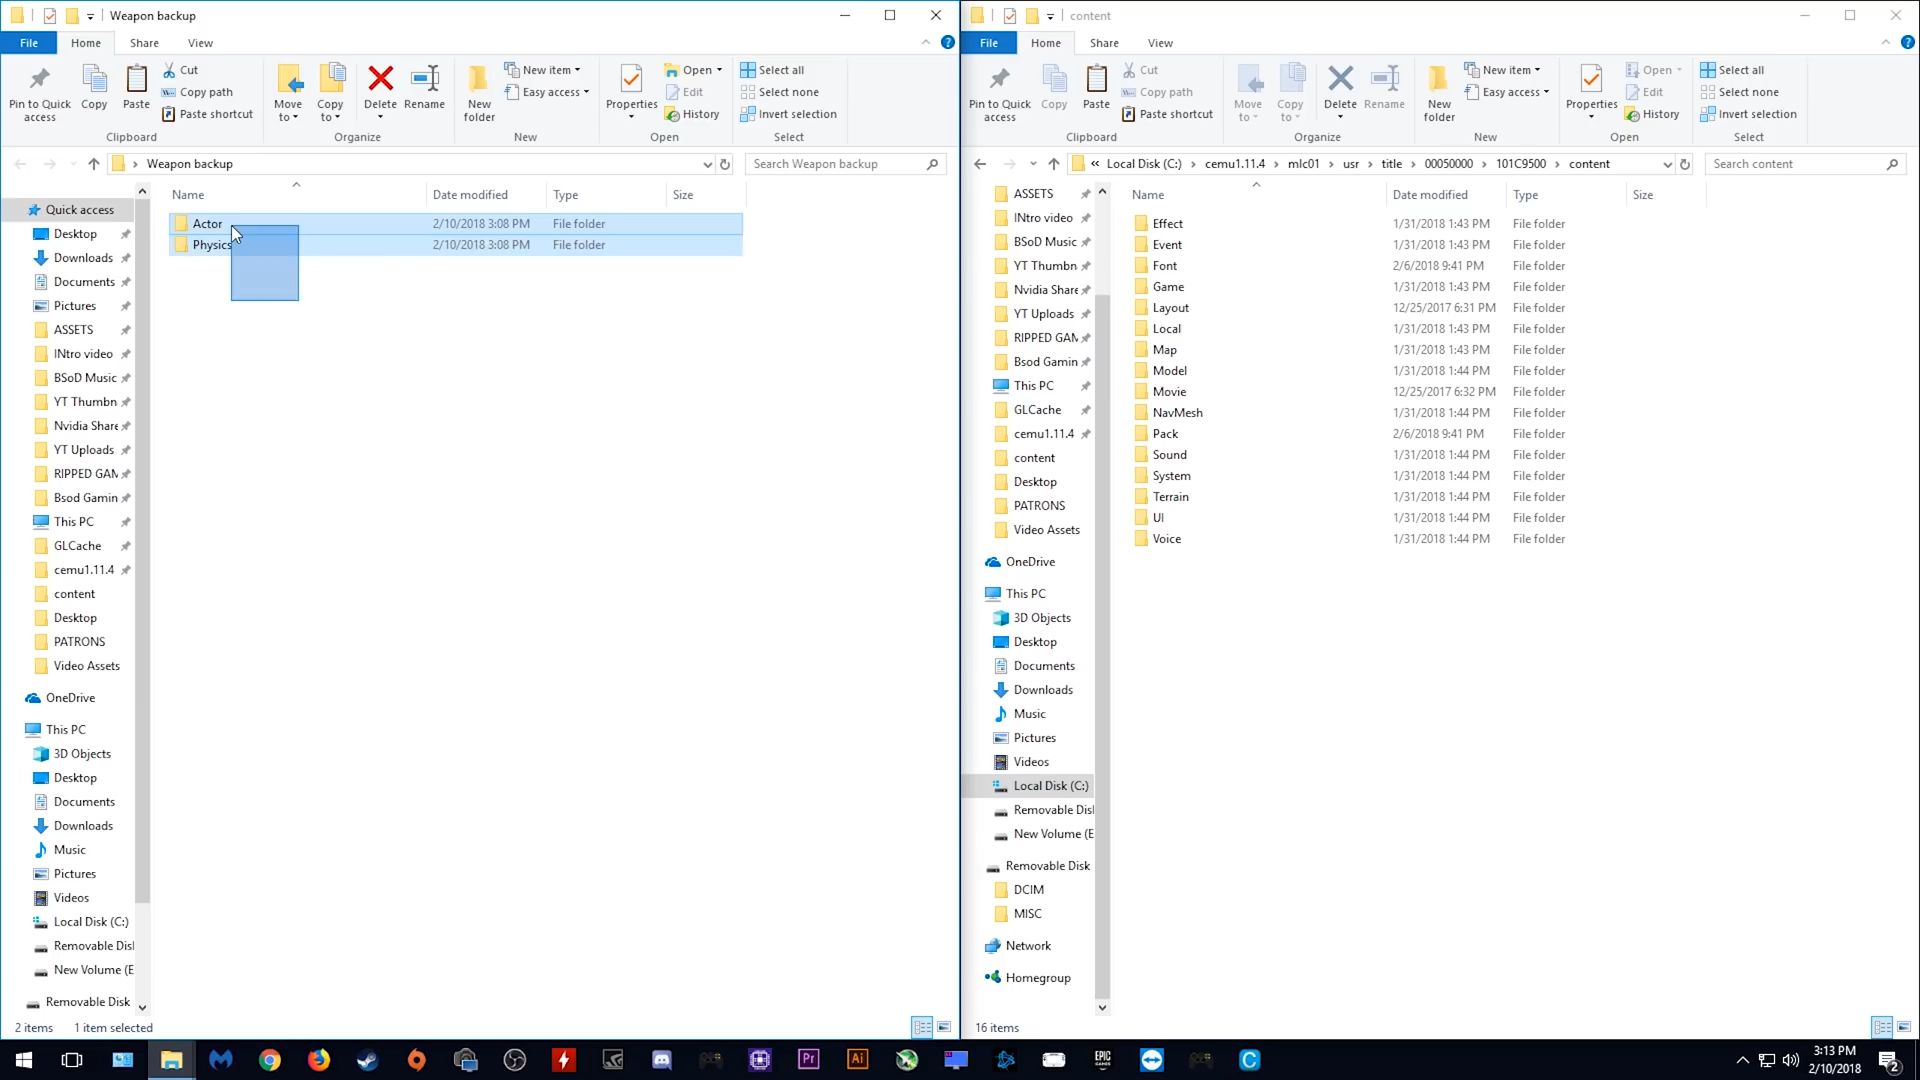 Weapon backup
File Home Share View
Pin to Quick access
Copy
Paste
Cut
Copy path
Paste shortcut
Clipboard
Move to
Copy to
Delete
Rename
Organize
New folder
New item
Easy access
New
Properties
Open
Edit
History
Open
Select all
Select none
Invert selection
Select
Weapon backup
Search Weapon backup
Name Date modified Type Size
Actor 2/10/2018 3:08 PM File folder
Physics 2/10/2018 3:08 PM File folder
Quick access
Desktop
Downloads
Documents
Pictures
ASSETS
INtro video
BSoD Music
YT Thumbn
Nvidia Share
YT Uploads
RIPPED GAM
Bsod Gamin
This PC
GLCache
cemu1.11.4
content
Desktop
PATRONS
Video Assets
OneDrive
This PC
3D Objects
Desktop
Documents
Downloads
Music
Pictures
Videos
Local Disk (C:)
Removable Dis
New Volume (E
Removable Disk
2 items 1 item selected
content
File Home Share View
Pin to Quick access
Copy
Paste
Cut
Copy path
Paste shortcut
Clipboard
Move to
Copy to
Delete
Rename
Organize
New folder
New item
Easy access
New
Properties
Open
Edit
History
Open
Select all
Select none
Invert selection
Select
« Local Disk (C:) › cemu1.11.4 › mlc01 › usr › title › 00050000 › 101C9500 › content
Search content
ASSETS
INtro video
BSoD Music
YT Thumbn
Nvidia Share
YT Uploads
RIPPED GAM
Bsod Gamin
This PC
GLCache
cemu1.11.4
content
Desktop
PATRONS
Video Assets
OneDrive
This PC
3D Objects
Desktop
Documents
Downloads
Music
Pictures
Videos
Local Disk (C:)
Removable Dis
New Volume (E
Removable Disk
DCIM
MISC
Network
Homegroup
Name Date modified Type Size
Effect 1/31/2018 1:43 PM File folder
Event 1/31/2018 1:43 PM File folder
Font 2/6/2018 9:41 PM File folder
Game 1/31/2018 1:43 PM File folder
Layout 12/25/2017 6:31 PM File folder
Local 1/31/2018 1:43 PM File folder
Map 1/31/2018 1:43 PM File folder
Model 1/31/2018 1:44 PM File folder
Movie 12/25/2017 6:32 PM File folder
NavMesh 1/31/2018 1:44 PM File folder
Pack 2/6/2018 9:41 PM File folder
Sound 1/31/2018 1:44 PM File folder
System 1/31/2018 1:44 PM File folder
Terrain 1/31/2018 1:44 PM File folder
UI 1/31/2018 1:44 PM File folder
Voice 1/31/2018 1:44 PM File folder
16 items
Pr
Ai
EPIC
GAMES
C
3:13 PM
2/10/2018
2